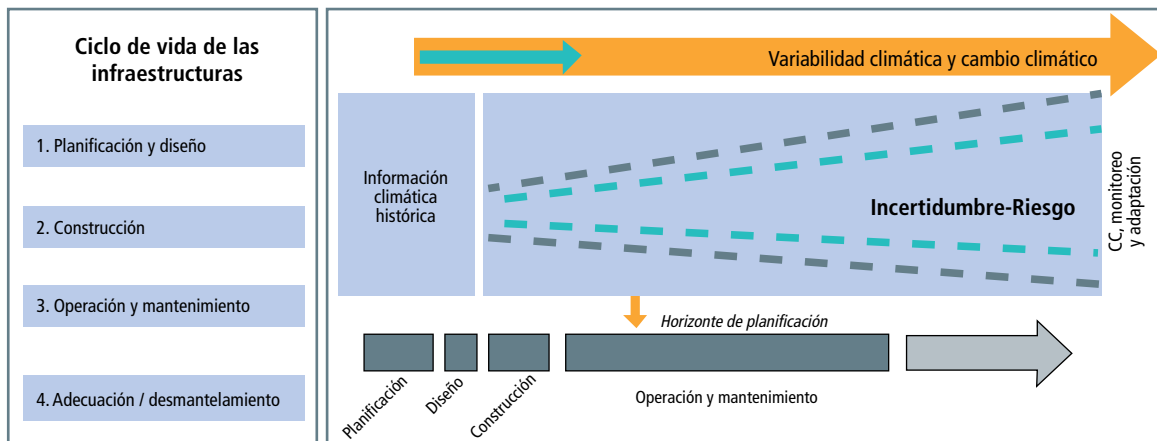 Ciclo de vida de las
infraestructuras
1. Planificación y diseño
2. Construcción
3. Operación y mantenimiento
4. Adecuación / desmantelamiento
Variabilidad climática y cambio climático
Información
climática
histórica
Incertidumbre-Riesgo
CC, monitoreo
y adaptación
Horizonte de planificación
Planificación
Diseño
Construcción
Operación y mantenimiento